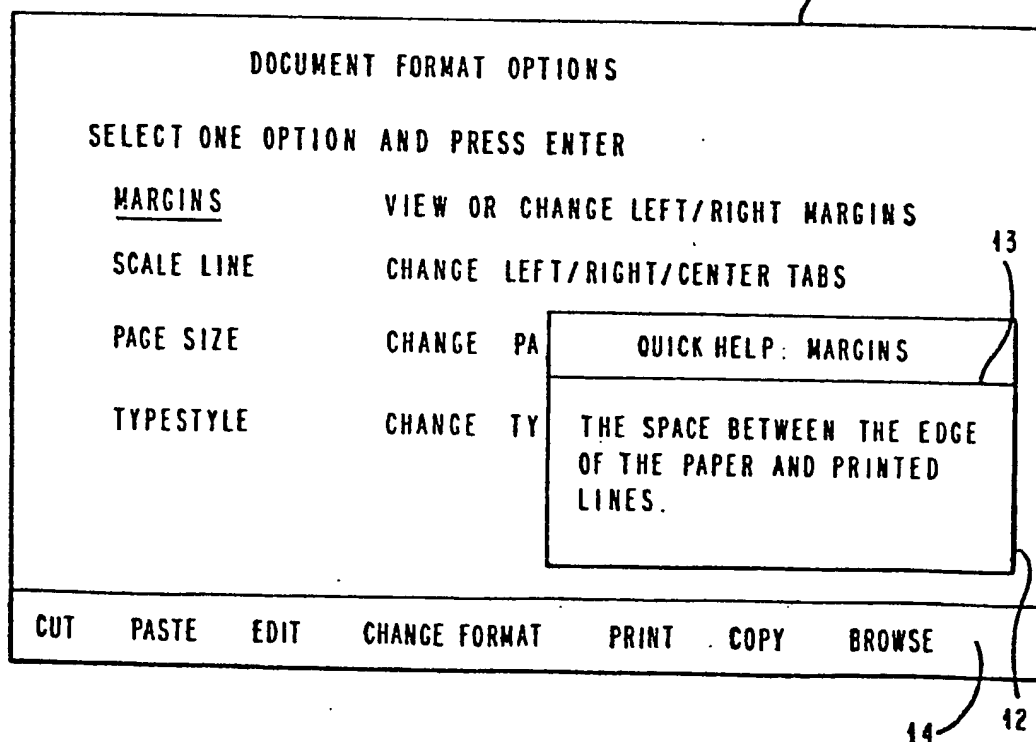 DOCUMENT FORMAT OPTIONS
SELECT ONE OPTION AND PRESS ENTER
MARGINS VIEW OR CHANGE LEFT/RIGHT MARGINS
13
SCALE LINE CHANGE LEFT/RIGHT/CENTER TABS
PAGE SIZE CHANGE PA
TYPESTYLE CHANGE TY
QUICK HELP: MARGINS
THE SPACE BETWEEN THE EDGE
OF THE PAPER AND PRINTED
LINES.
CUT PASTE EDIT CHANGE FORMAT PRINT COPY BROWSE
14 12